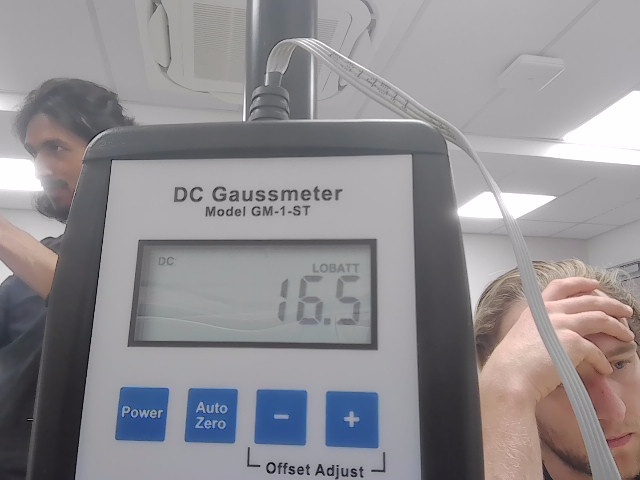 DC Gaussmeter
Model GM-1-ST
DC
LOBATT
16.5
Power
Auto
Zero
−
+
Offset Adjust